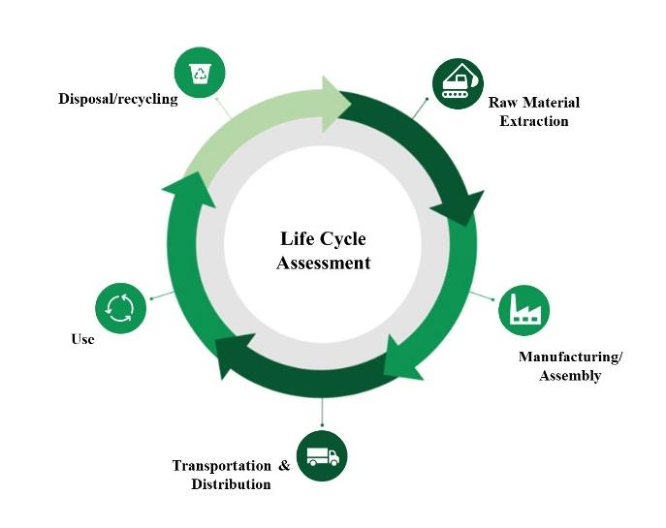 Disposal/recycling
Raw Material
Extraction
Life Cycle
Assessment
Use
Manufacturing/
Assembly
Transportation &
Distribution